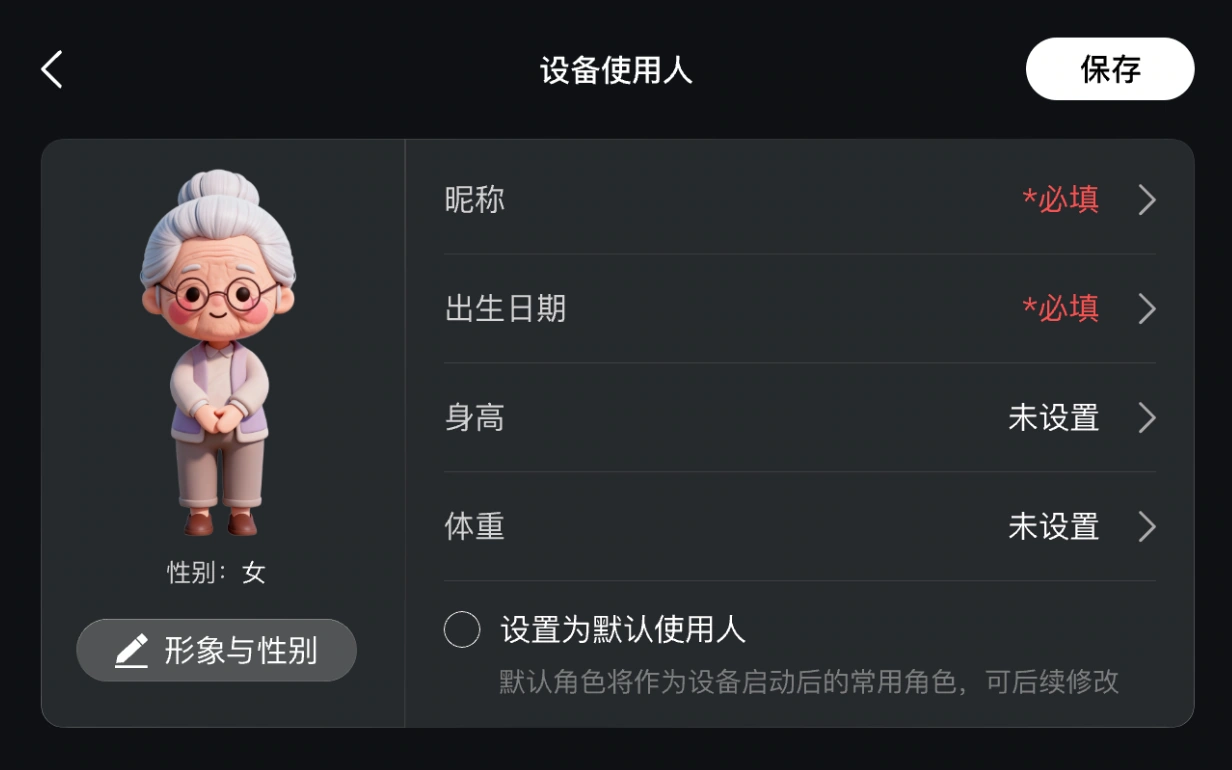 设备使用人
保存
昵称 *必填
出生日期 *必填
身高 未设置
体重 未设置
性别：女
形象与性别
设置为默认使用人
默认角色将作为设备启动后的常用角色，可后续修改